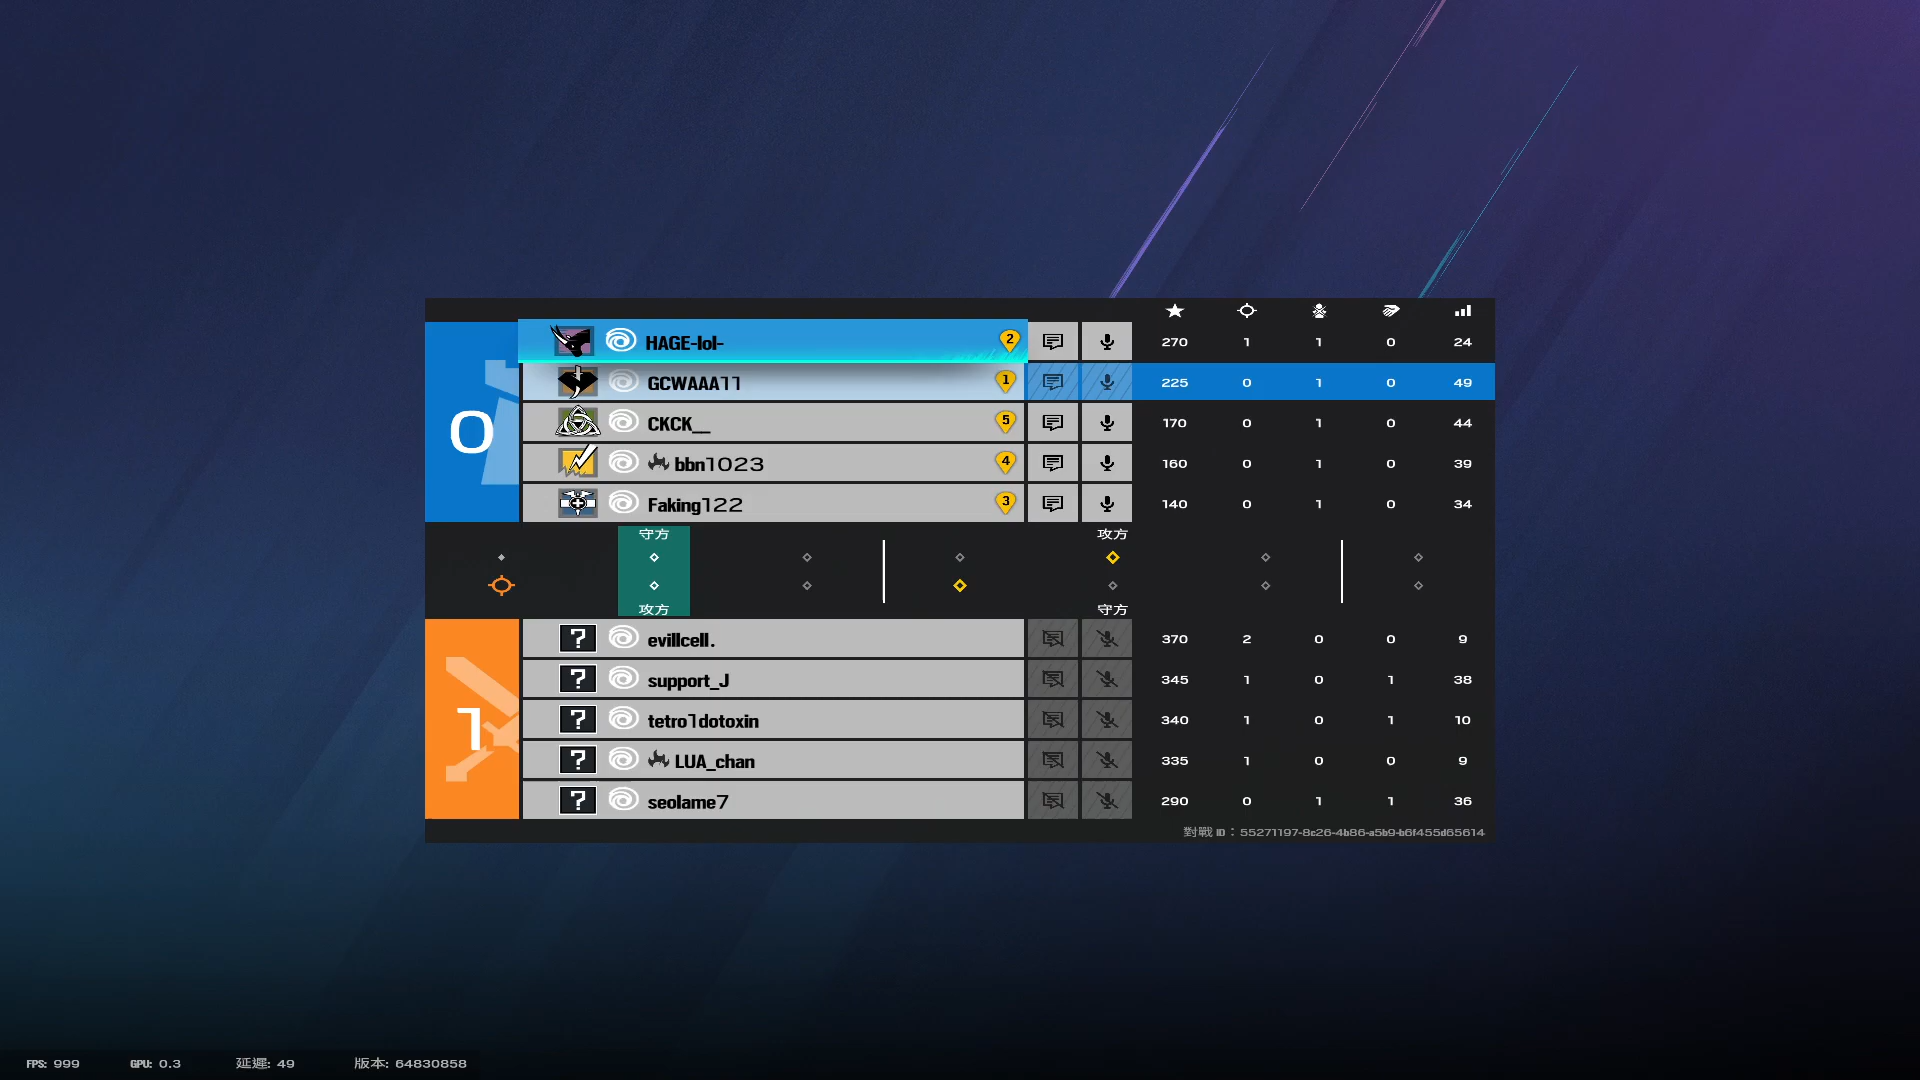 HAGE-lol- 2 270 1 1 0 24
0
GCWAAA11 1 225 0 1 0 49
CKCK__ 5 170 0 1 0 44
bbn1023 4 160 0 1 0 39
Faking122 3 140 0 1 0 34
守方 攻方
攻方 守方
1
? evillcell. 370 2 0 0 9
? support_J 345 1 0 1 38
? tetro1dotoxin 340 1 0 1 10
? LUA_chan 335 1 0 0 9
? seolame7 290 0 1 1 36
對戰 ID：55271197-8c26-4b86-a5b9-b6f455d65614
FPS: 999 GPU: 0.3 延遲: 49 版本: 64830858